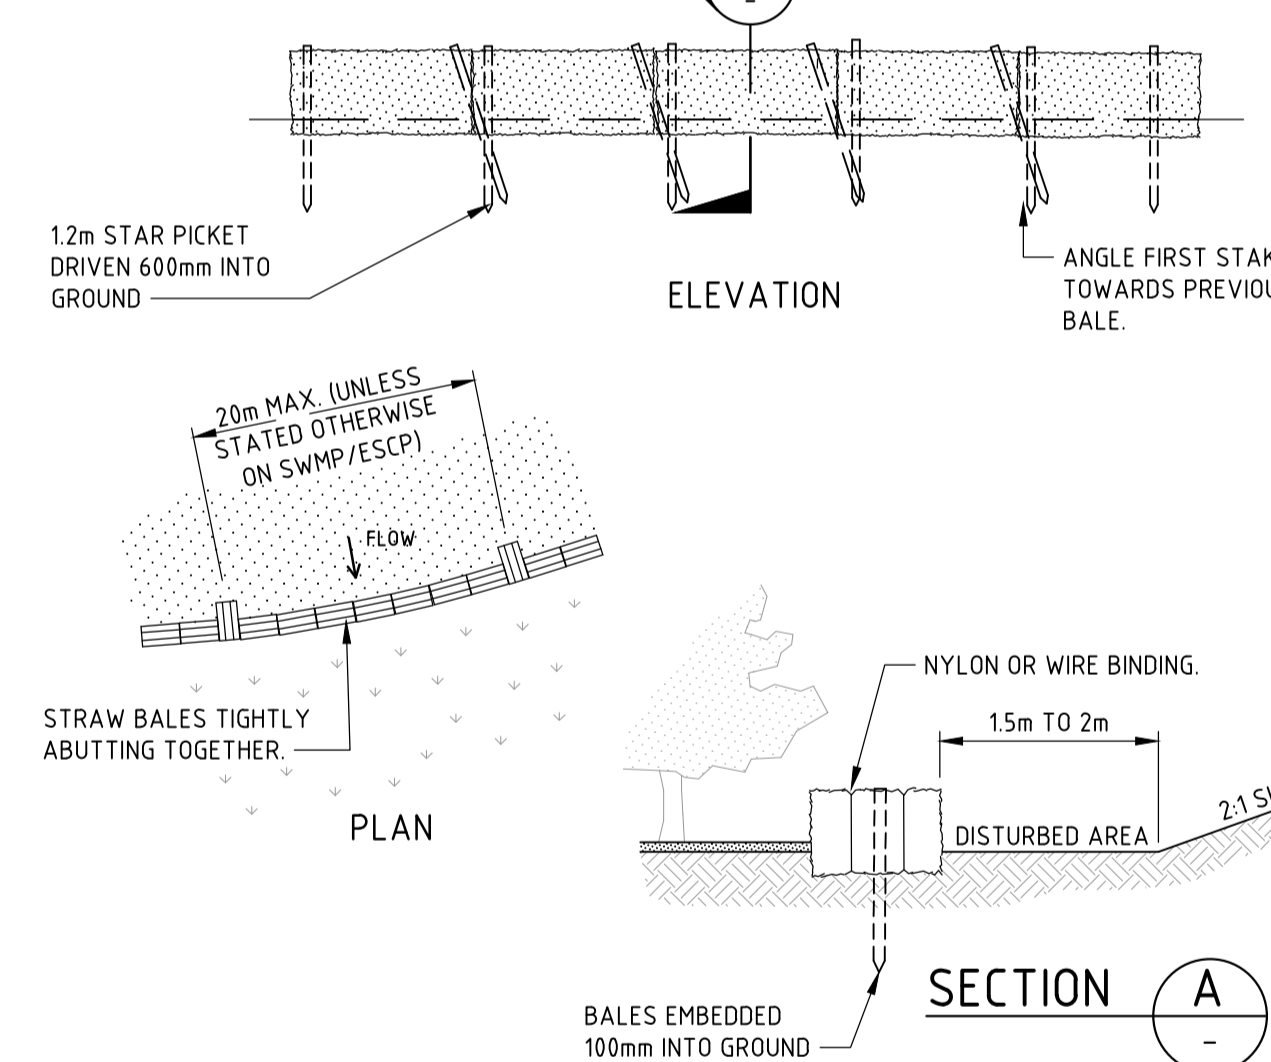 1.2m STAR PICKET
DRIVEN 600mm INTO
GROUND
ELEVATION
ANGLE FIRST
TOWARDS
BALE.
20m MAX. (UNLESS
STATED OTHERWISE
ON SWMP/ESCP)
FLOW
STRAW BALES TIGHTLY
ABUTTING TOGETHER.
PLAN
NYLON OR WIRE BINDING.
1.5m TO 2m
DISTURBED AREA
2:1
BALES EMBEDDED
100mm INTO GROUND
SECTION
A
-